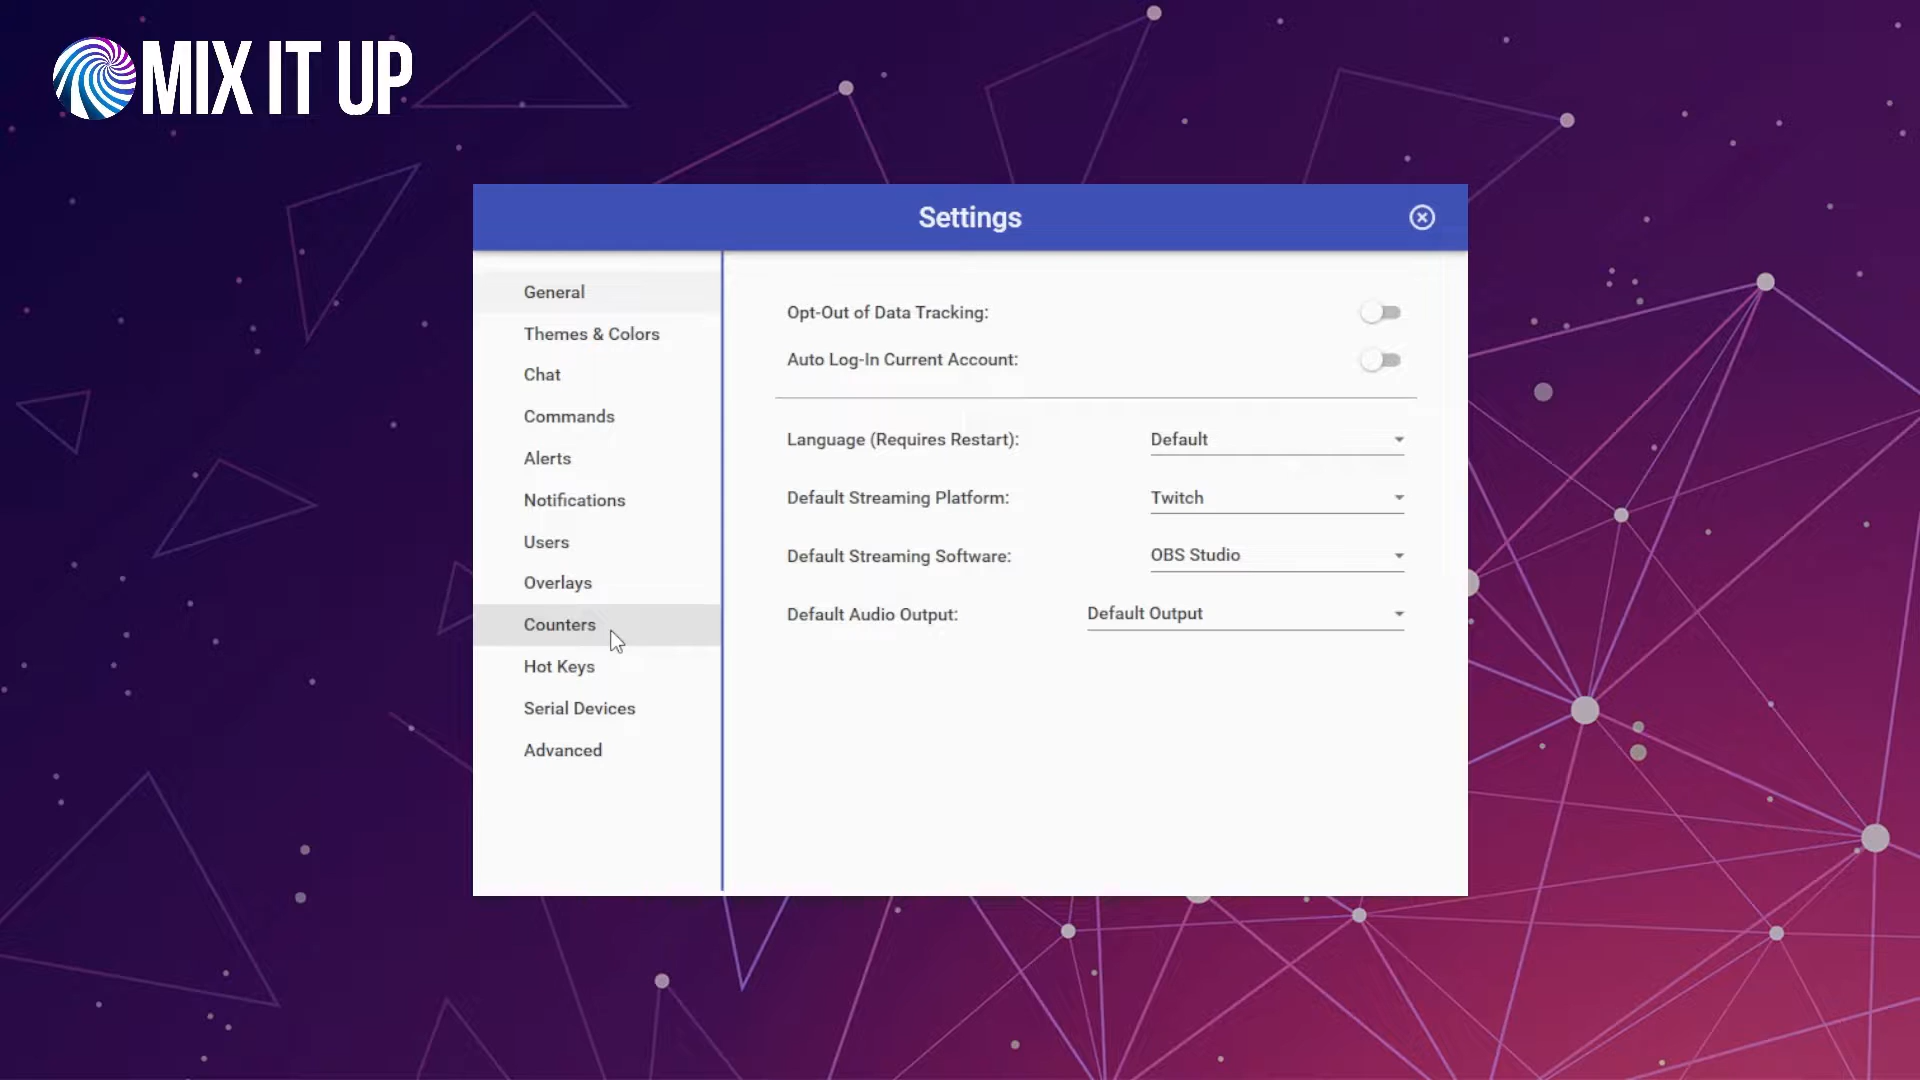 MIX IT UP
Settings
General
Themes & Colors
Chat
Commands
Alerts
Notifications
Users
Overlays
Counters
Hot Keys
Serial Devices
Advanced
Opt-Out of Data Tracking:
Auto Log-In Current Account:
Language (Requires Restart): Default
Default Streaming Platform: Twitch
Default Streaming Software: OBS Studio
Default Audio Output: Default Output